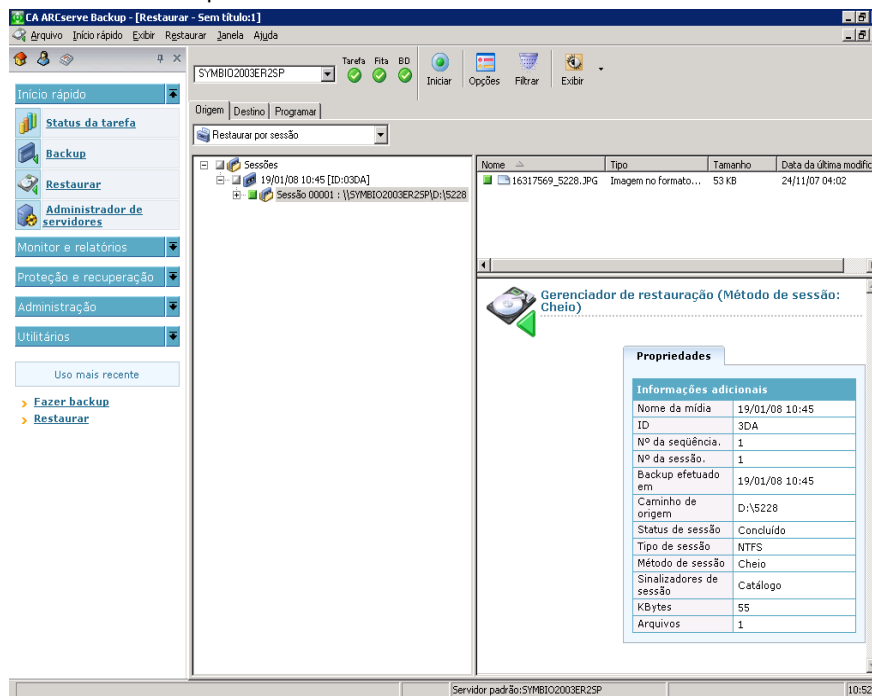 CA ARCserve Backup - [Restaurar - Sem título:1]
Arquivo Início rápido Exibir Restaurar Janela Ajuda
SYMBIO2003ER2SP
Tarefa Fita BD
Iniciar Opções Filtrar Exibir
Início rápido
Status da tarefa
Backup
Restaurar
Administrador de
servidores
Monitor e relatórios
Proteção e recuperação
Administração
Utilitários
Uso mais recente
Fazer backup
Restaurar
Origem Destino Programar
Restaurar por sessão
Sessões
19/01/08 10:45 [ID:03DA]
Sessão 00001 : \\SYMBIO2003ER2SP\D:\5228
Nome Tipo Tamanho Data da última modific
16317569_5228.JPG Imagem no formato... 53 KB 24/11/07 04:02
Gerenciador de restauração (Método de sessão:
Cheio)
Propriedades
Informações adicionais
Nome da mídia 19/01/08 10:45
ID 3DA
Nº da seqüência. 1
Nº da sessão. 1
Backup efetuado
em 19/01/08 10:45
Caminho de
origem D:\5228
Status de sessão Concluído
Tipo de sessão NTFS
Método de sessão Cheio
Sinalizadores de
sessão Catálogo
KBytes 55
Arquivos 1
Servidor padrão:SYMBIO2003ER2SP
10:52